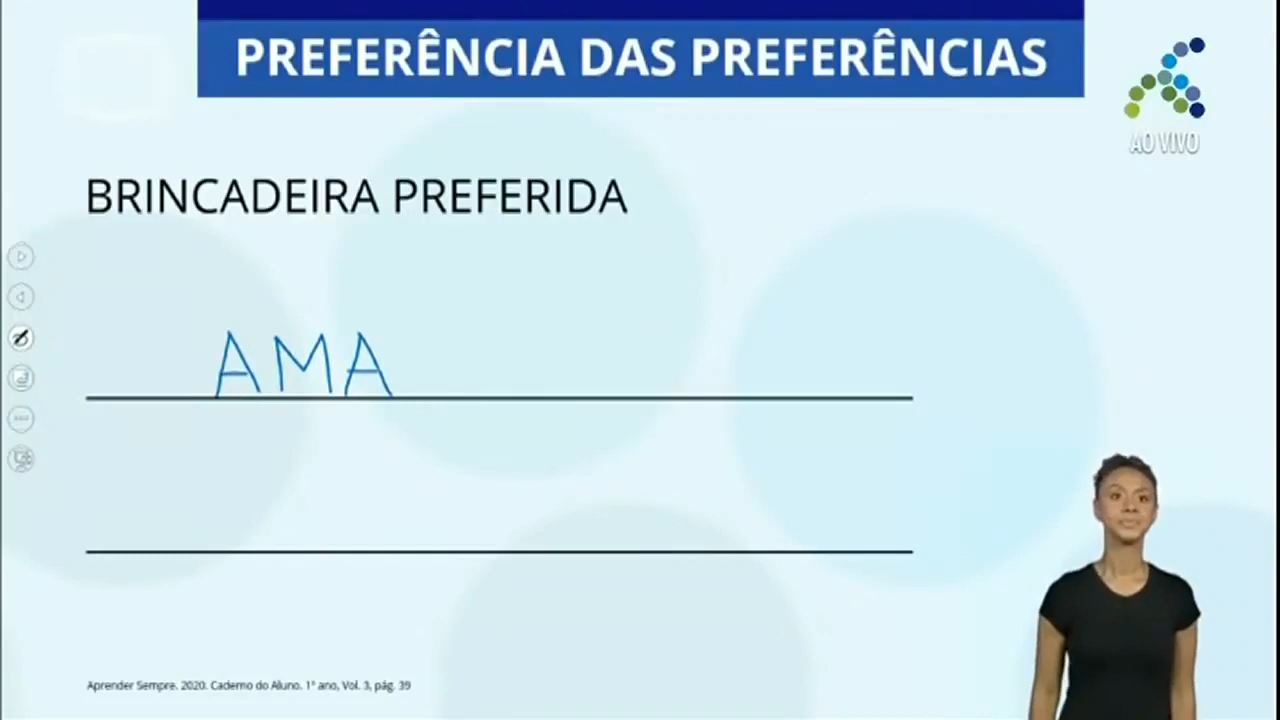 PREFERÊNCIA DAS PREFERÊNCIAS
AO VIVO
BRINCADEIRA PREFERIDA
AMA
Aprender Sempre. 2020. Caderno do Aluno. 1º ano, Vol. 3, pág. 39